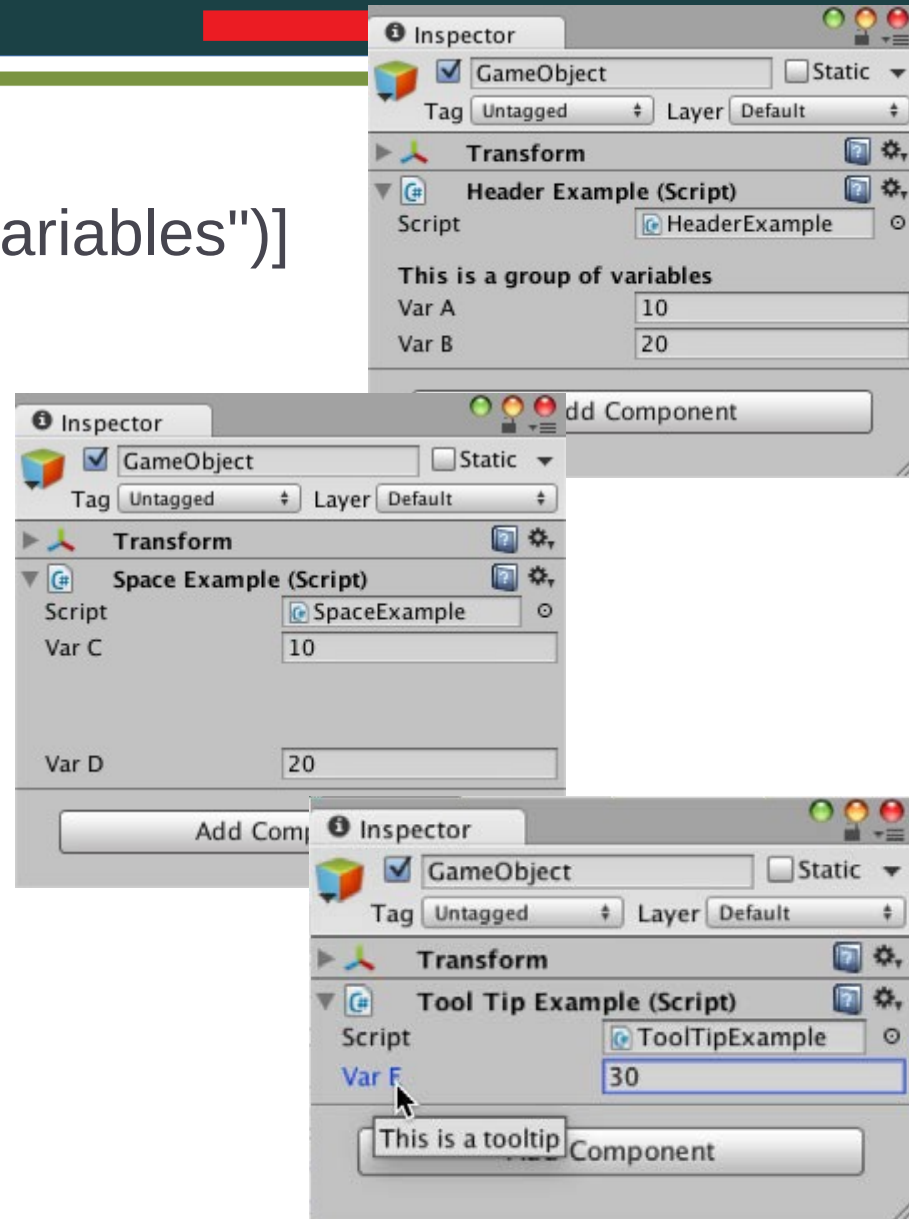 Inspector
GameObject Static
Tag Untagged Layer Default
Transform
Header Example (Script)
Script HeaderExample
ariables")]
This is a group of variables
Var A 10
Var B 20
dd Component
Inspector
GameObject Static
Tag Untagged Layer Default
Transform
Space Example (Script)
Script SpaceExample
Var C 10
Var D 20
Add Comp
Inspector
GameObject Static
Tag Untagged Layer Default
Transform
Tool Tip Example (Script)
Script ToolTipExample
Var 30
This is a tooltip
Component